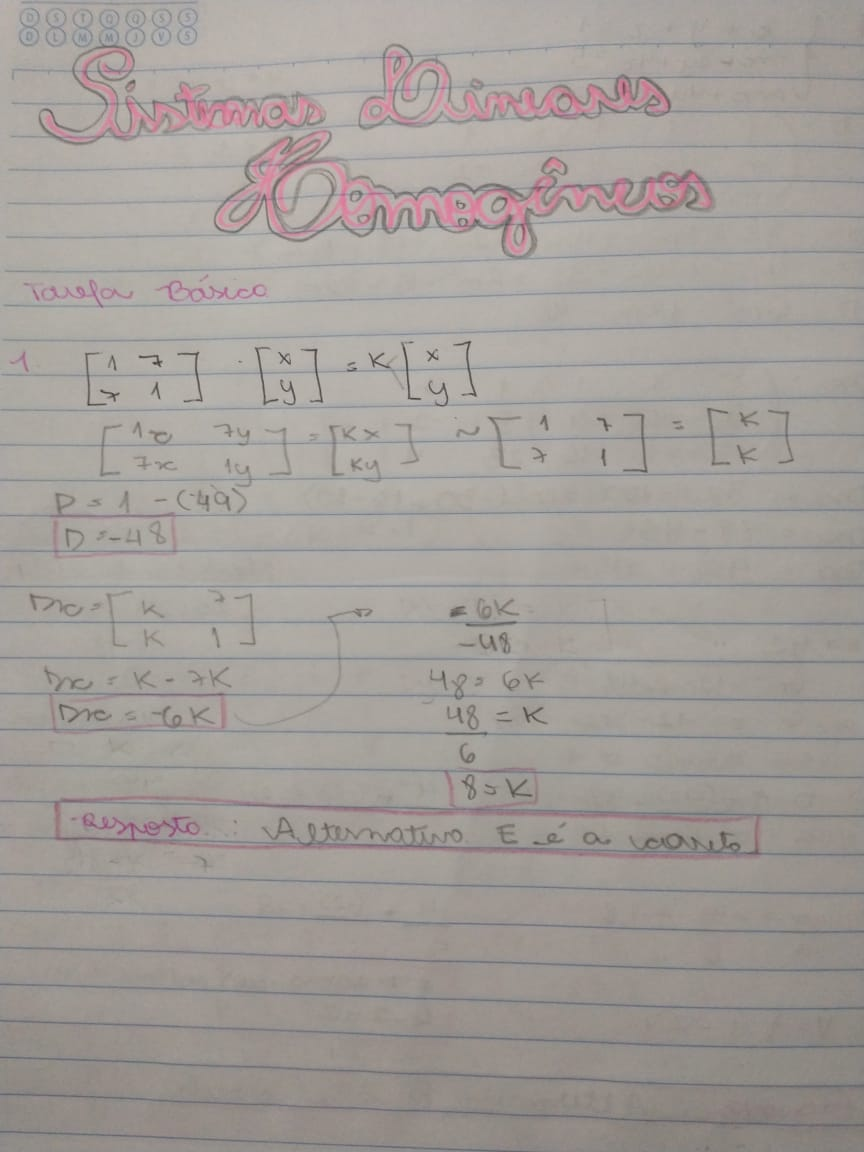 D S T Q Q S S
D L M M J V S
Sistemas Lineares
Homogêneos
Tarefa Básica
1. [1 7 / 7 1] · [x / y] = K [x / y]
[1x 7y / 7x 1y] = [Kx / Ky] ~ [1 7 / 7 1] = [K / K]
D = 1 - (-49)
D = -48
Dx = [K 7 / K 1]
Dx = K - 7K
Dx = -6K
= 6K / -48
48 = 6K
48 / 6 = K
8 = K
Resposta: Alternativa E é a correta